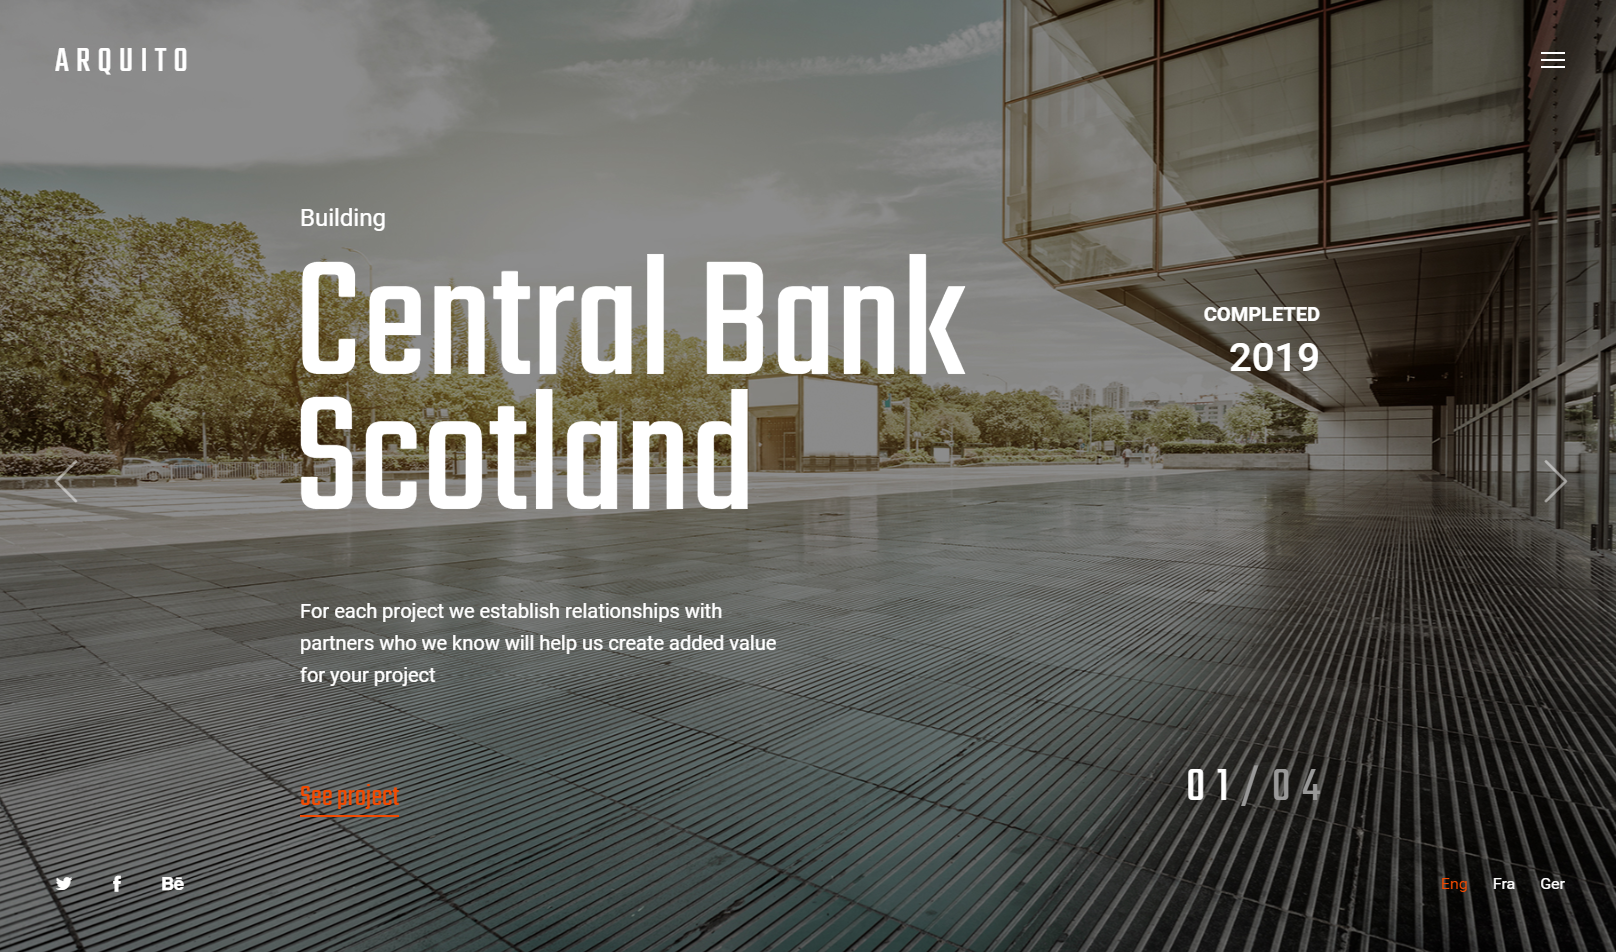 ARQUITO
Building
Central Bank
Scotland
COMPLETED
2019
For each project we establish relationships with
partners who we know will help us create added value
for your project
See project
01/04
Bē
Eng Fra Ger